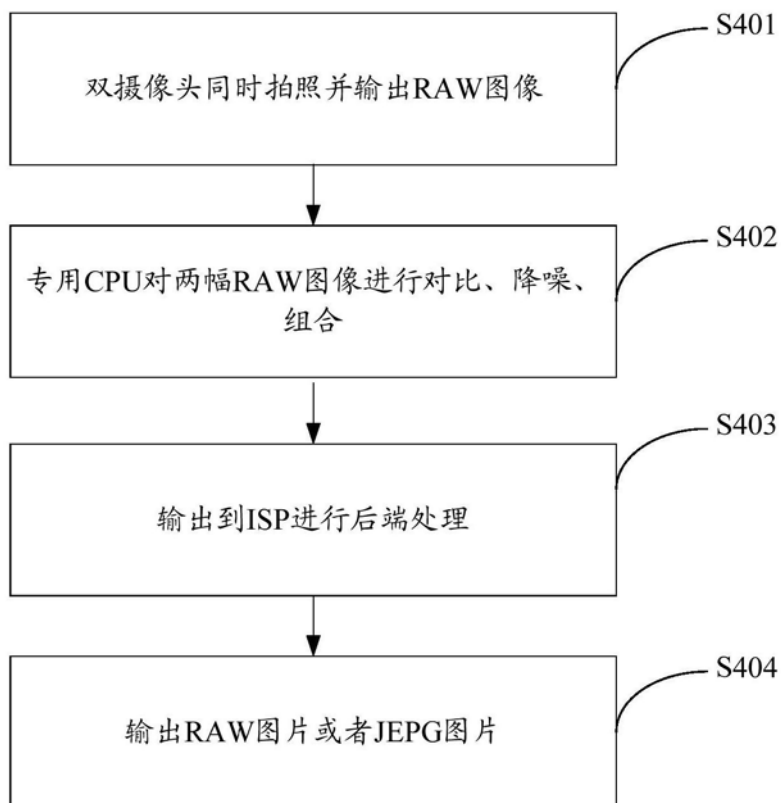 S401
双摄像头同时拍照并输出RAW图像
S402
专用CPU对两幅RAW图像进行对比、降噪、
组合
S403
输出到ISP进行后端处理
S404
输出RAW图片或者JEPG图片